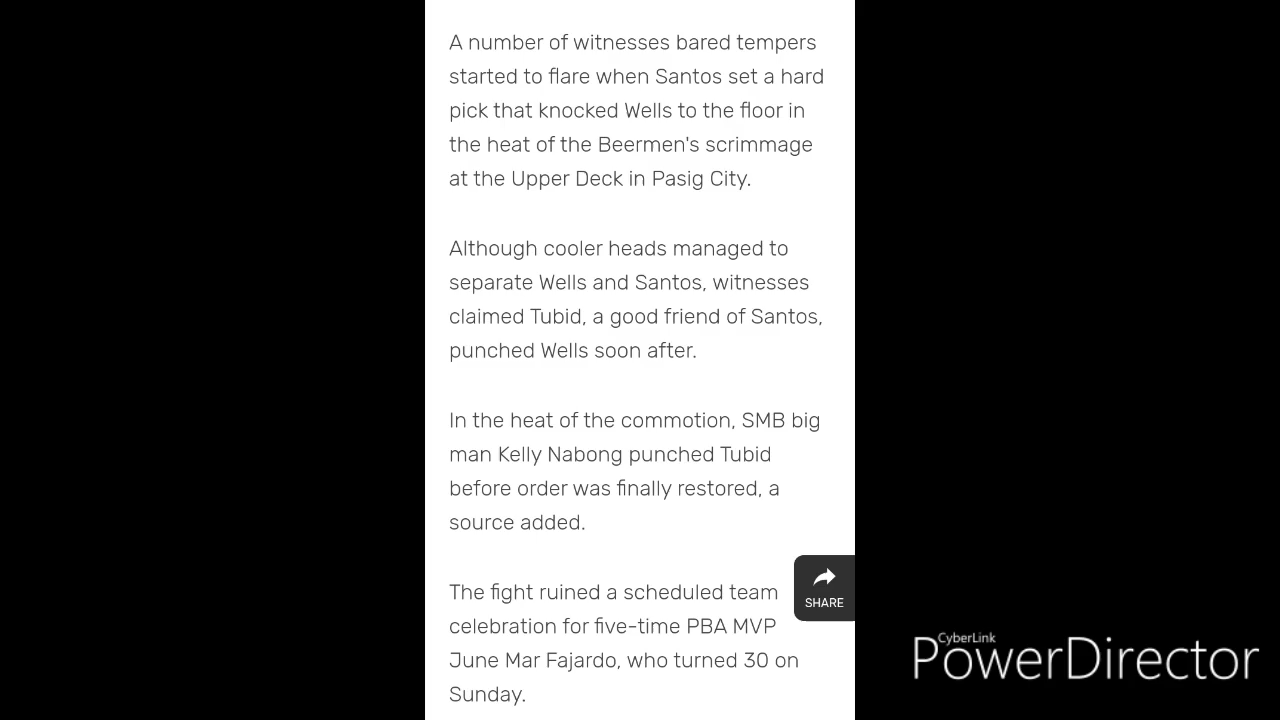 A number of witnesses bared tempers
started to flare when Santos set a hard
pick that knocked Wells to the floor in
the heat of the Beermen's scrimmage
at the Upper Deck in Pasig City.
Although cooler heads managed to
separate Wells and Santos, witnesses
claimed Tubid, a good friend of Santos,
punched Wells soon after.
In the heat of the commotion, SMB big
man Kelly Nabong punched Tubid
before order was finally restored, a
source added.
The fight ruined a scheduled team
celebration for five-time PBA MVP
June Mar Fajardo, who turned 30 on
Sunday.
SHARE
CyberLink
PowerDirector